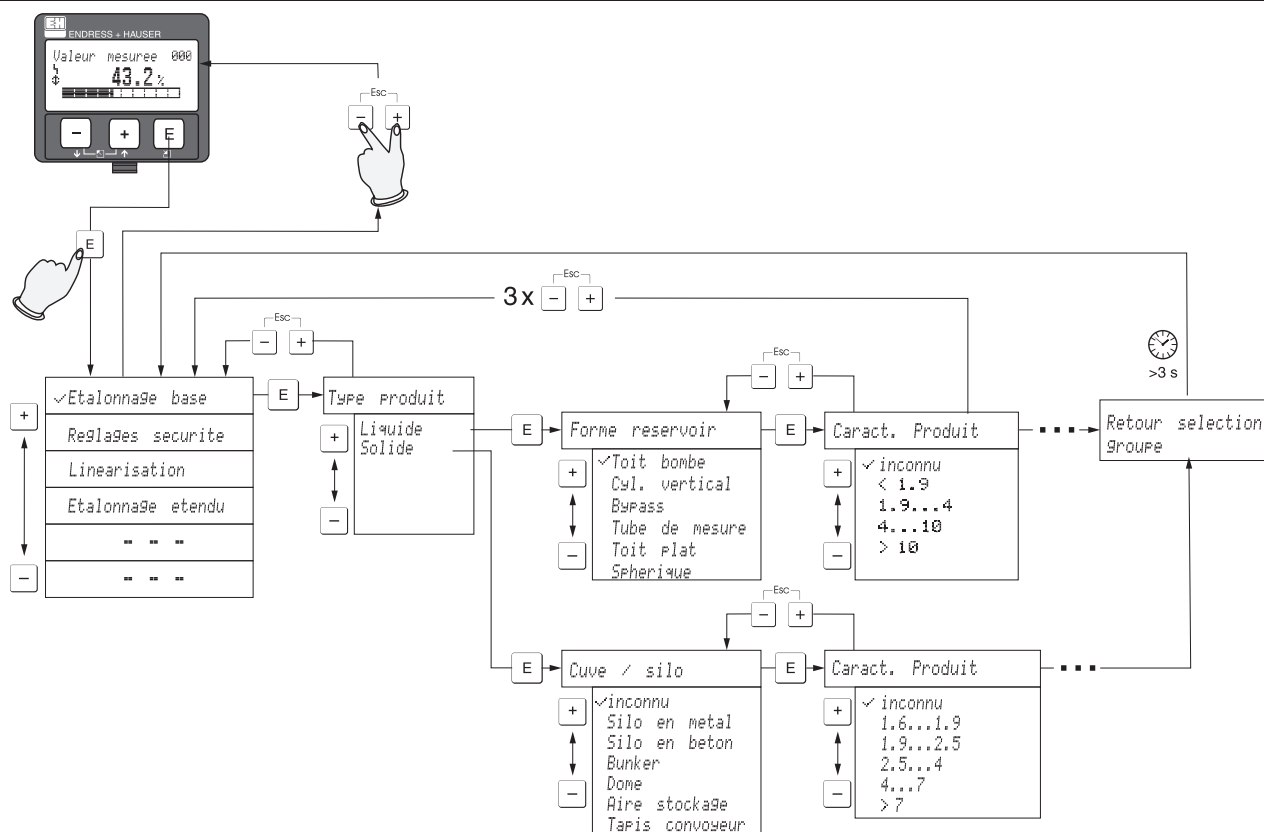 EH
ENDRESS + HAUSER
Valeur mesuree 000
43.2 %
- + E
Esc
- +
E
3x - +
Esc
Esc
- +
>3 s
✓Etalonnage base
Reglages securite
Linearisation
Etalonnage etendu
-- -- --
-- -- --
+
-
E
Type produit
Liquide
Solide
+
-
E
Forme reservoir
✓Toit bombe
Cyl. vertical
Bypass
Tube de mesure
Toit plat
Spherique
+
-
Esc
- +
E
Caract. Produit
✓ inconnu
< 1.9
1.9...4
4...10
> 10
+
-
Retour selection
groupe
E
Cuve / silo
✓inconnu
Silo en metal
Silo en beton
Bunker
Dome
Aire stockage
Tapis convoyeur
+
-
Esc
- +
E
Caract. Produit
✓ inconnu
1.6...1.9
1.9...2.5
2.5...4
4...7
> 7
+
-